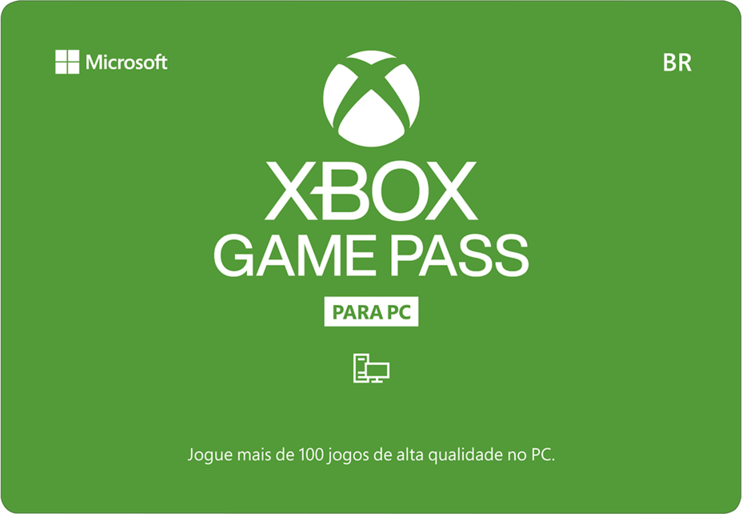 Microsoft
BR
XBOX
GAME PASS
PARA PC
Jogue mais de 100 jogos de alta qualidade no PC.